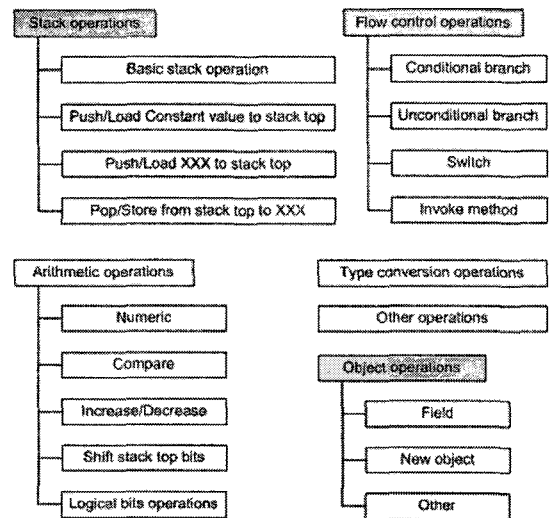 Stack operations
Basic stack operation
Push/Load Constant value to stack top
Push/Load XXX to stack top
Pop/Store from stack top to XXX
Flow control operations
Conditional branch
Unconditional branch
Switch
Invoke method
Arithmetic operations
Numeric
Compare
Increase/Decrease
Shift stack top bits
Logical bits operations
Type conversion operations
Other operations
Object operations
Field
New object
Other